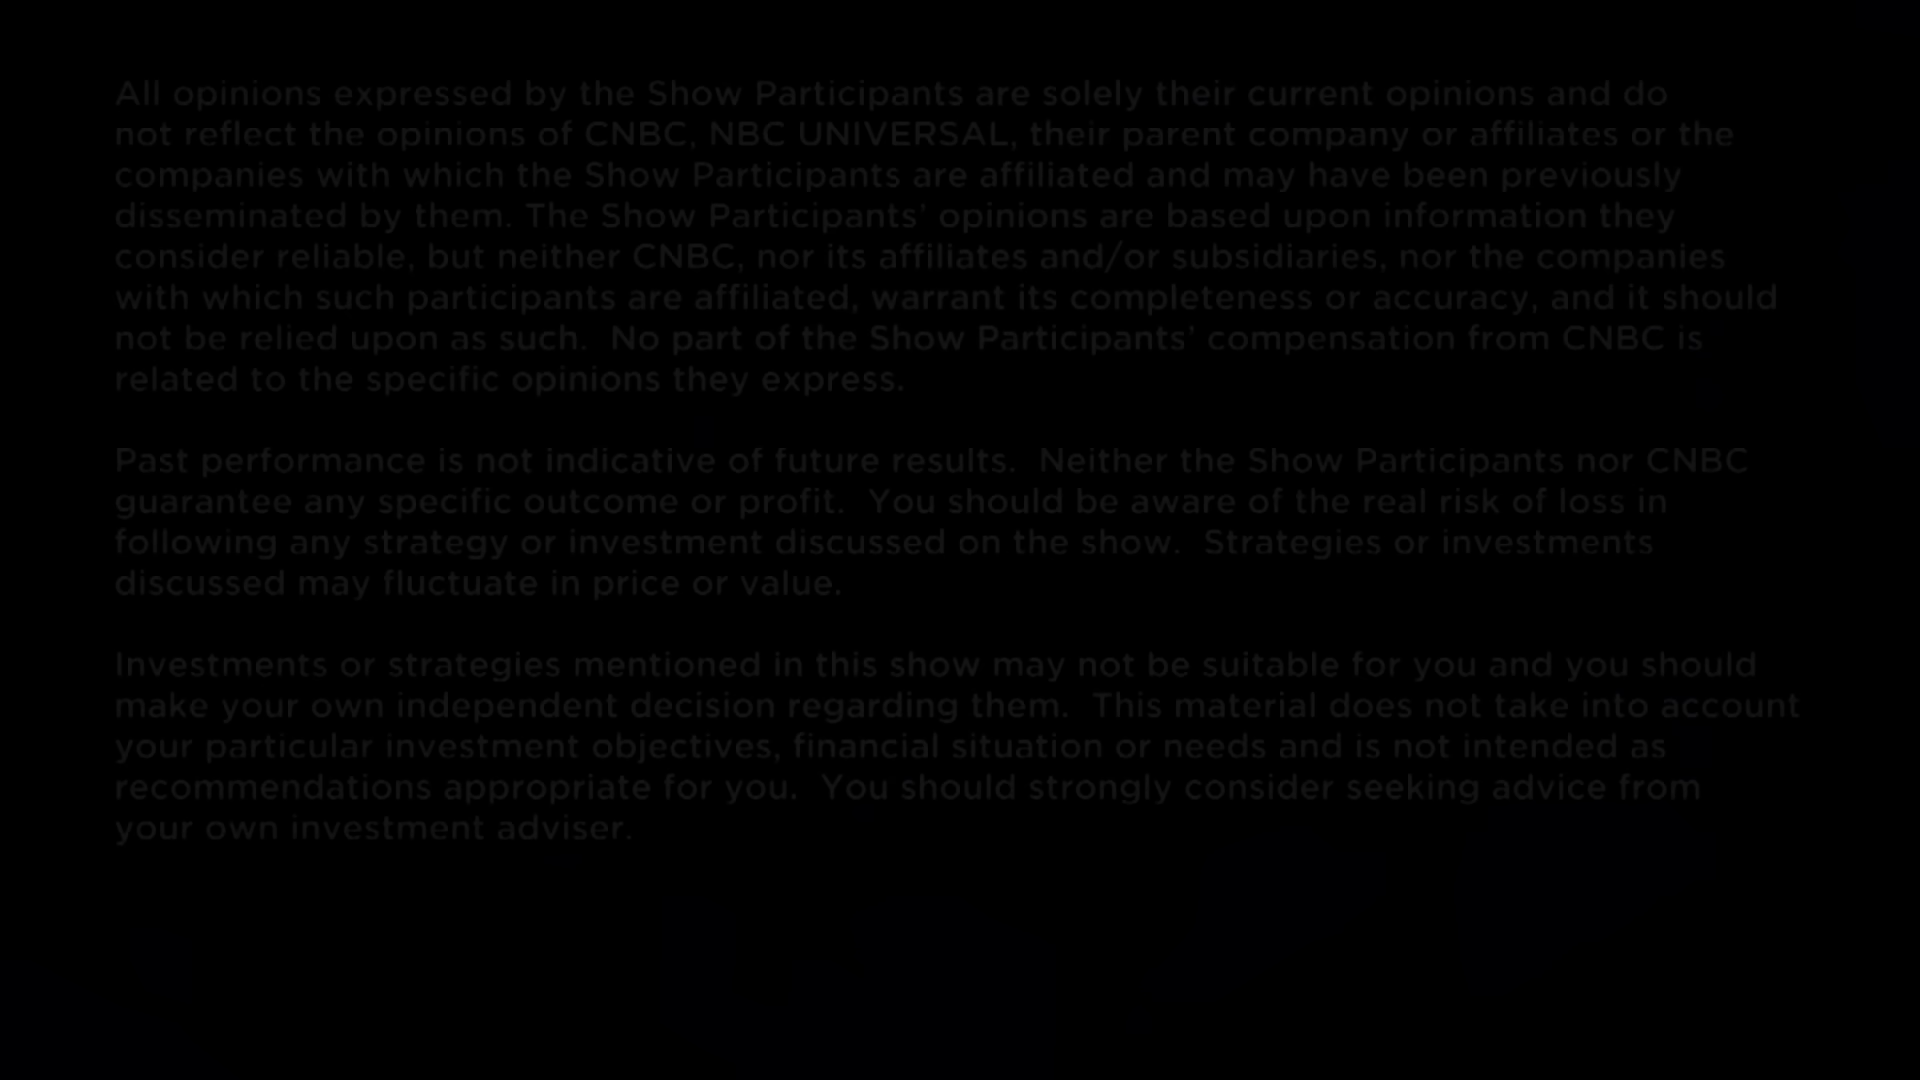 All opinions expressed by the Show Participants are solely their current opinions and do
not reflect the opinions of CNBC, NBC UNIVERSAL, their parent company or affiliates or the
companies with which the Show Participants are affiliated and may have been previously
disseminated by them. The Show Participants’ opinions are based upon information they
consider reliable, but neither CNBC, nor its affiliates and/or subsidiaries, nor the companies
with which such participants are affiliated, warrant its completeness or accuracy, and it should
not be relied upon as such.  No part of the Show Participants’ compensation from CNBC is
related to the specific opinions they express.

Past performance is not indicative of future results.  Neither the Show Participants nor CNBC
guarantee any specific outcome or profit.  You should be aware of the real risk of loss in
following any strategy or investment discussed on the show.  Strategies or investments
discussed may fluctuate in price or value.

Investments or strategies mentioned in this show may not be suitable for you and you should
make your own independent decision regarding them.  This material does not take into account
your particular investment objectives, financial situation or needs and is not intended as
recommendations appropriate for you.  You should strongly consider seeking advice from
your own investment adviser.